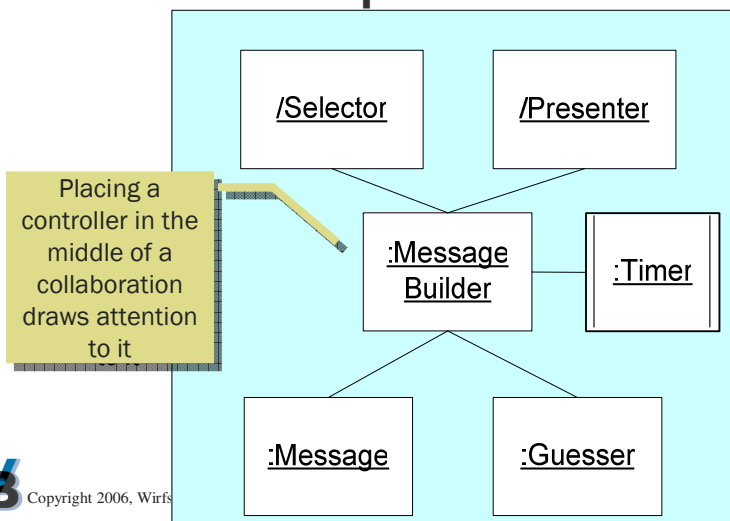 /Selector
/Presenter
Placing a
controller in the
middle of a
collaboration
draws attention
to it
:Message
Builder
:Timer
:Message
:Guesser
Copyright 2006, Wirfs